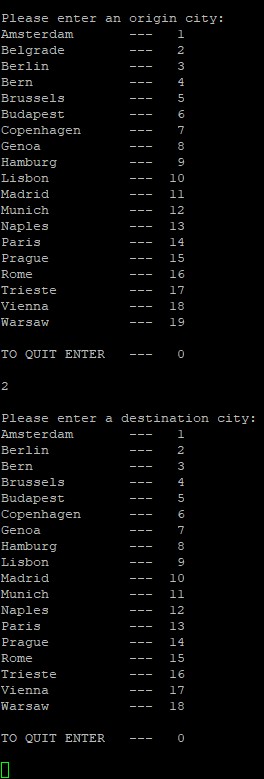 Please enter an origin city:
Amsterdam       ---   1
Belgrade        ---   2
Berlin          ---   3
Bern            ---   4
Brussels        ---   5
Budapest        ---   6
Copenhagen      ---   7
Genoa           ---   8
Hamburg         ---   9
Lisbon          ---  10
Madrid          ---  11
Munich          ---  12
Naples          ---  13
Paris           ---  14
Prague          ---  15
Rome            ---  16
Trieste         ---  17
Vienna          ---  18
Warsaw          ---  19
TO QUIT ENTER   ---   0
2
Please enter a destination city:
Amsterdam       ---   1
Berlin          ---   2
Bern            ---   3
Brussels        ---   4
Budapest        ---   5
Copenhagen      ---   6
Genoa           ---   7
Hamburg         ---   8
Lisbon          ---   9
Madrid          ---  10
Munich          ---  11
Naples          ---  12
Paris           ---  13
Prague          ---  14
Rome            ---  15
Trieste         ---  16
Vienna          ---  17
Warsaw          ---  18
TO QUIT ENTER   ---   0